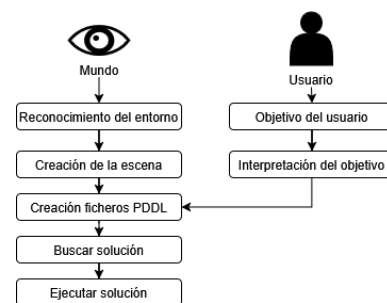 Mundo
Usuario
Reconocimiento del entorno
Objetivo del usuario
Creación de la escena
Interpretación del objetivo
Creación ficheros PDDL
Buscar solución
Ejecutar solución